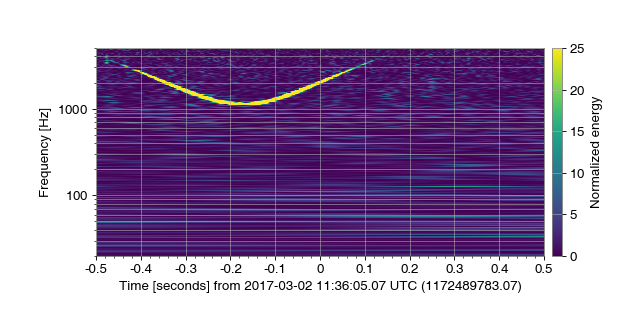 25
20
15
10
5
0
Normalized energy
1000
100
Frequency [Hz]
-0.5 -0.4 -0.3 -0.2 -0.1 0 0.1 0.2 0.3 0.4 0.5
Time [seconds] from 2017-03-02 11:36:05.07 UTC (1172489783.07)